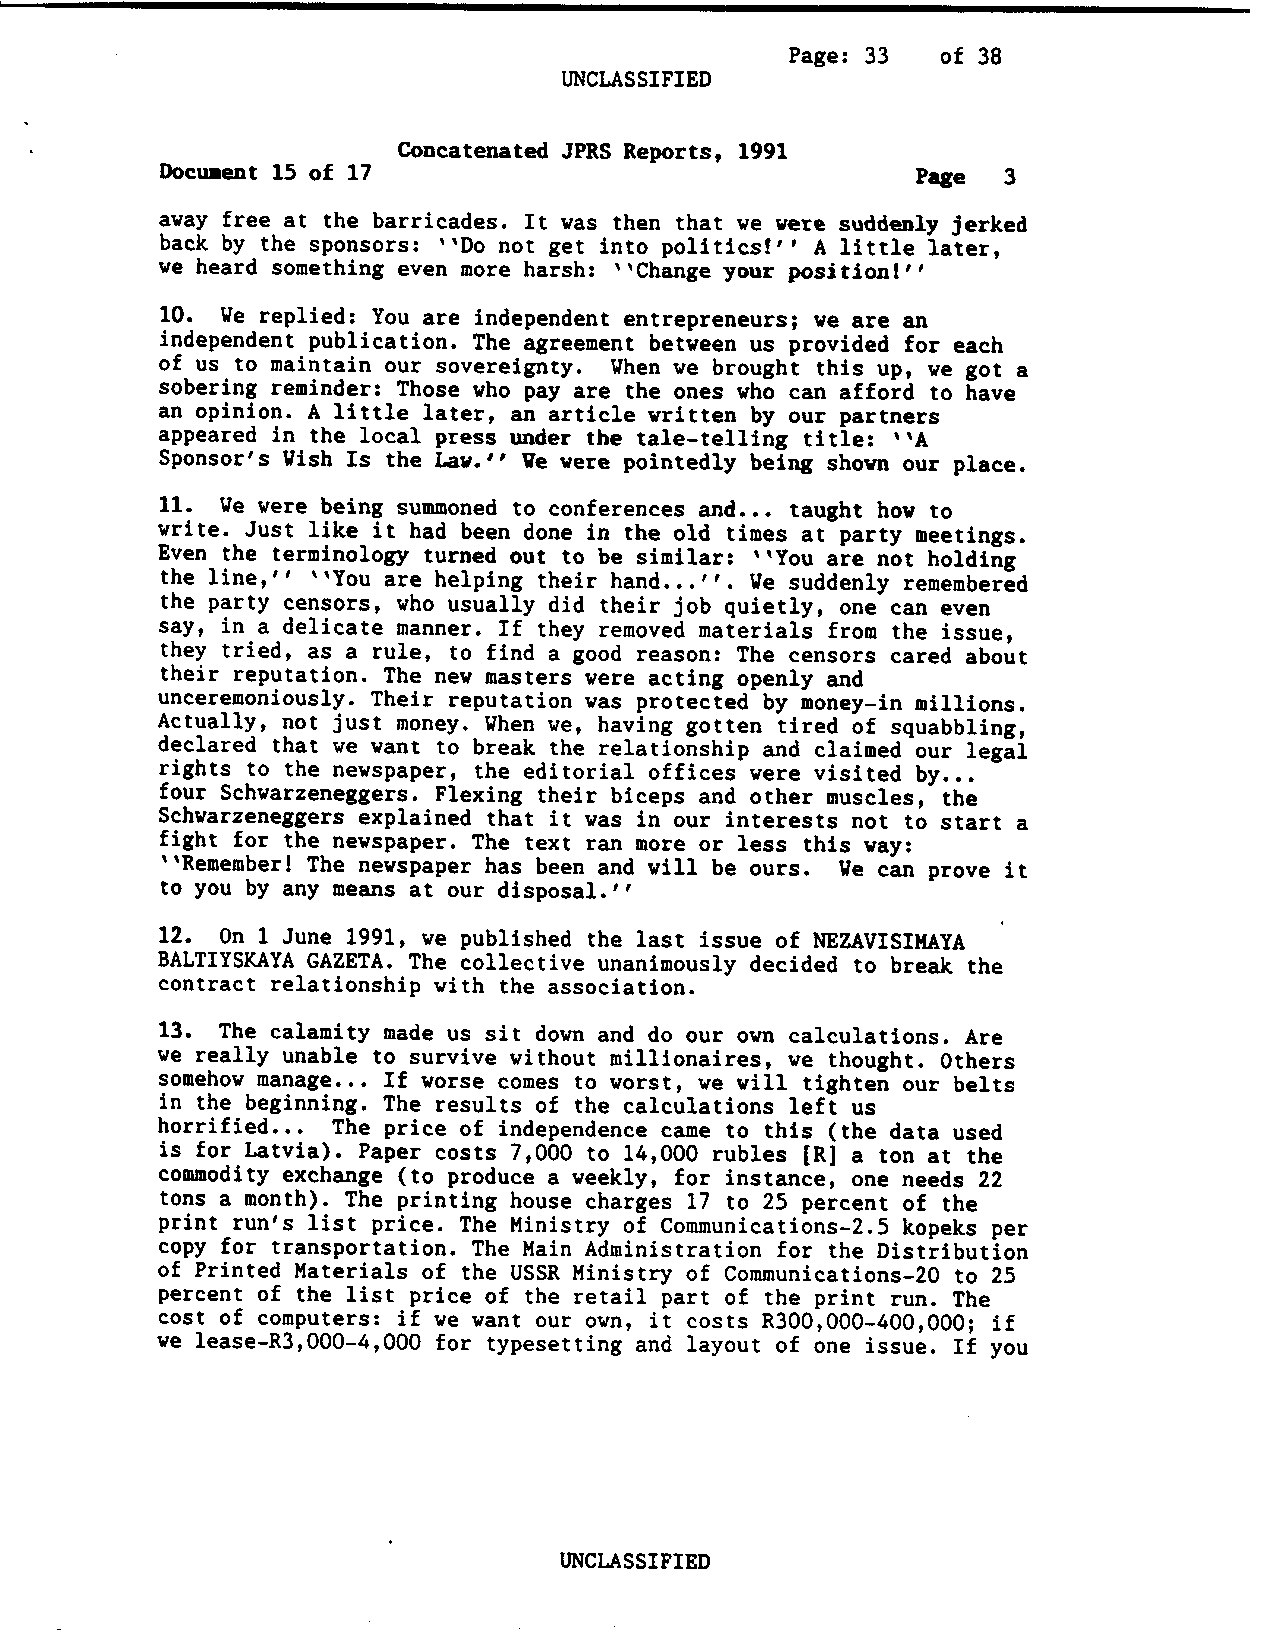 Page: 33 of 38
UNCLASSIFIED
Concatenated JPRS Reports, 1991
Document 15 of 17 Page 3
away free at the barricades. It was then that we were suddenly jerked
back by the sponsors: ``Do not get into politics!'' A little later,
we heard something even more harsh: ``Change your position!''
10. We replied: You are independent entrepreneurs; we are an
independent publication. The agreement between us provided for each
of us to maintain our sovereignty. When we brought this up, we got a
sobering reminder: Those who pay are the ones who can afford to have
an opinion. A little later, an article written by our partners
appeared in the local press under the tale-telling title: ``A
Sponsor's Wish Is the Law.'' We were pointedly being shown our place.
11. We were being summoned to conferences and... taught how to
write. Just like it had been done in the old times at party meetings.
Even the terminology turned out to be similar: ``You are not holding
the line,'' ``You are helping their hand...''. We suddenly remembered
the party censors, who usually did their job quietly, one can even
say, in a delicate manner. If they removed materials from the issue,
they tried, as a rule, to find a good reason: The censors cared about
their reputation. The new masters were acting openly and
unceremoniously. Their reputation was protected by money-in millions.
Actually, not just money. When we, having gotten tired of squabbling,
declared that we want to break the relationship and claimed our legal
rights to the newspaper, the editorial offices were visited by...
four Schwarzeneggers. Flexing their biceps and other muscles, the
Schwarzeneggers explained that it was in our interests not to start a
fight for the newspaper. The text ran more or less this way:
``Remember! The newspaper has been and will be ours. We can prove it
to you by any means at our disposal.''
12. On 1 June 1991, we published the last issue of NEZAVISIMAYA
BALTIYSKAYA GAZETA. The collective unanimously decided to break the
contract relationship with the association.
13. The calamity made us sit down and do our own calculations. Are
we really unable to survive without millionaires, we thought. Others
somehow manage... If worse comes to worst, we will tighten our belts
in the beginning. The results of the calculations left us
horrified... The price of independence came to this (the data used
is for Latvia). Paper costs 7,000 to 14,000 rubles [R] a ton at the
commodity exchange (to produce a weekly, for instance, one needs 22
tons a month). The printing house charges 17 to 25 percent of the
print run's list price. The Ministry of Communications-2.5 kopeks per
copy for transportation. The Main Administration for the Distribution
of Printed Materials of the USSR Ministry of Communications-20 to 25
percent of the list price of the retail part of the print run. The
cost of computers: if we want our own, it costs R300,000-400,000; if
we lease-R3,000-4,000 for typesetting and layout of one issue. If you
UNCLASSIFIED